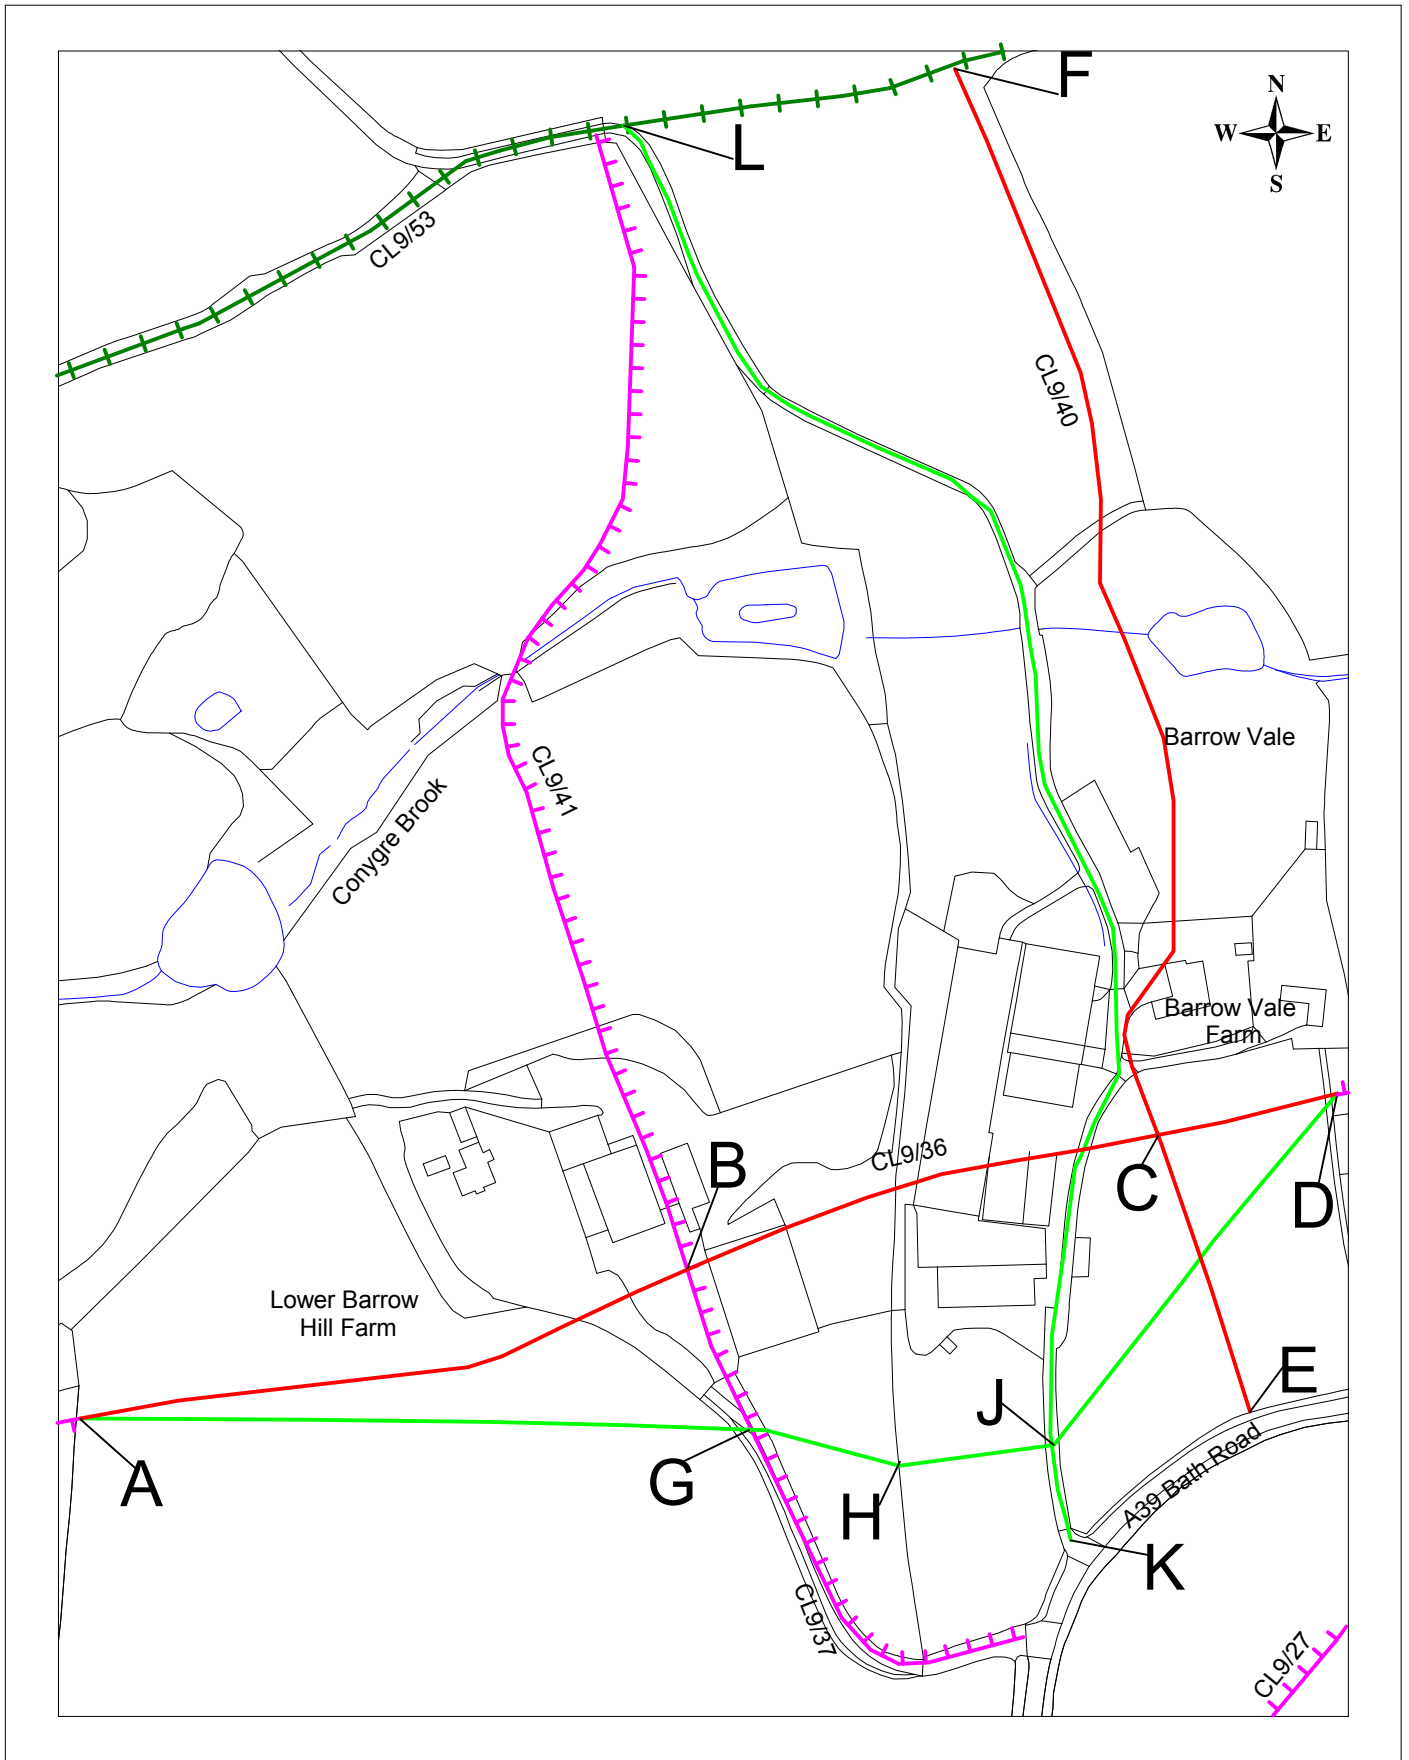 F
N
W E
S
L
CL9/53
CL9/40
Barrow Vale
CL9/41
Conygre Brook
Barrow Vale
Farm
B
CL9/36
C
D
Lower Barrow
Hill Farm
E
J
A
G
H
A39 Bath Road
K
CL9/37
CL9/27